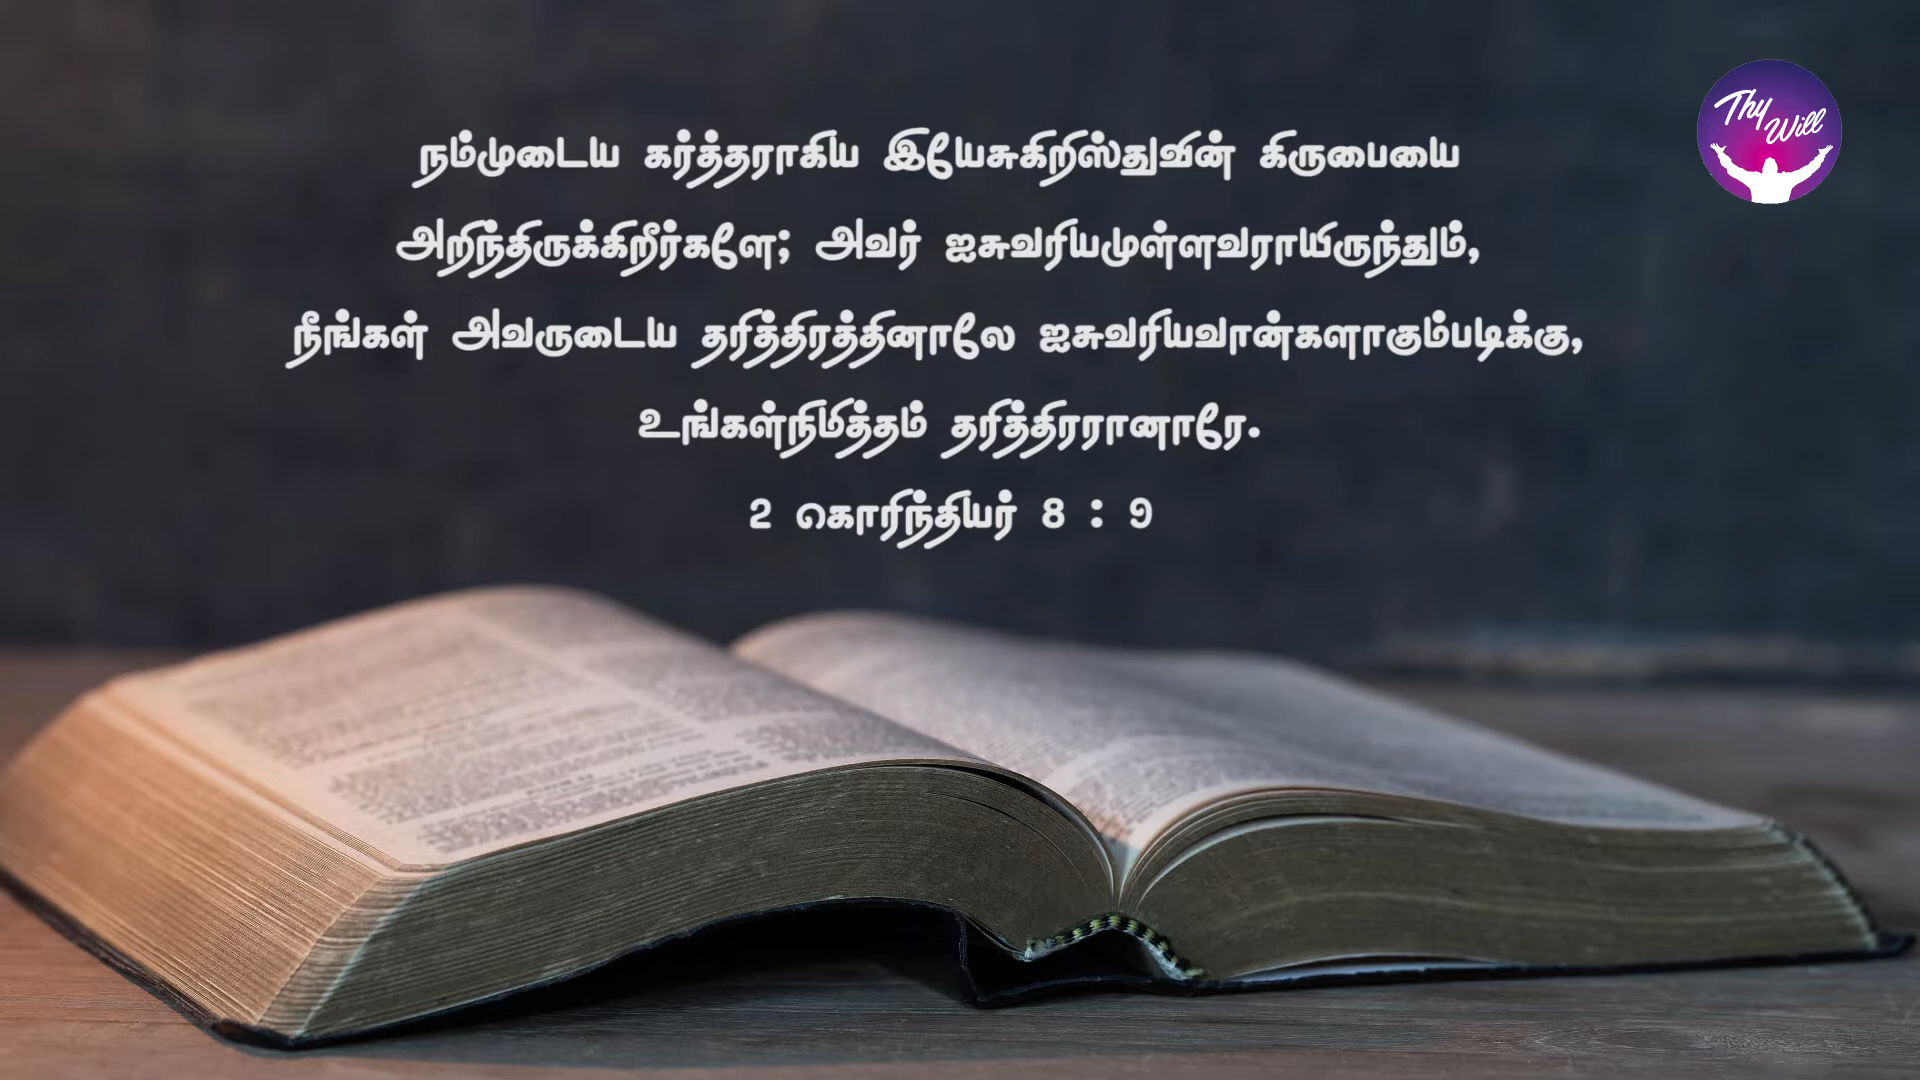 நம்முடைய கர்த்தராகிய இயேசுகிறிஸ்துவின் கிருபையை
அறிந்திருக்கிறீர்களே; அவர் ஐசுவரியமுள்ளவராயிருந்தும்,
நீங்கள் அவருடைய தரித்திரத்தினாலே ஐசுவரியவான்களாகும்படிக்கு,
உங்கள்நிமித்தம் தரித்திரரானாரே.
2 கொரிந்தியர் 8 : 9
Thy
Will